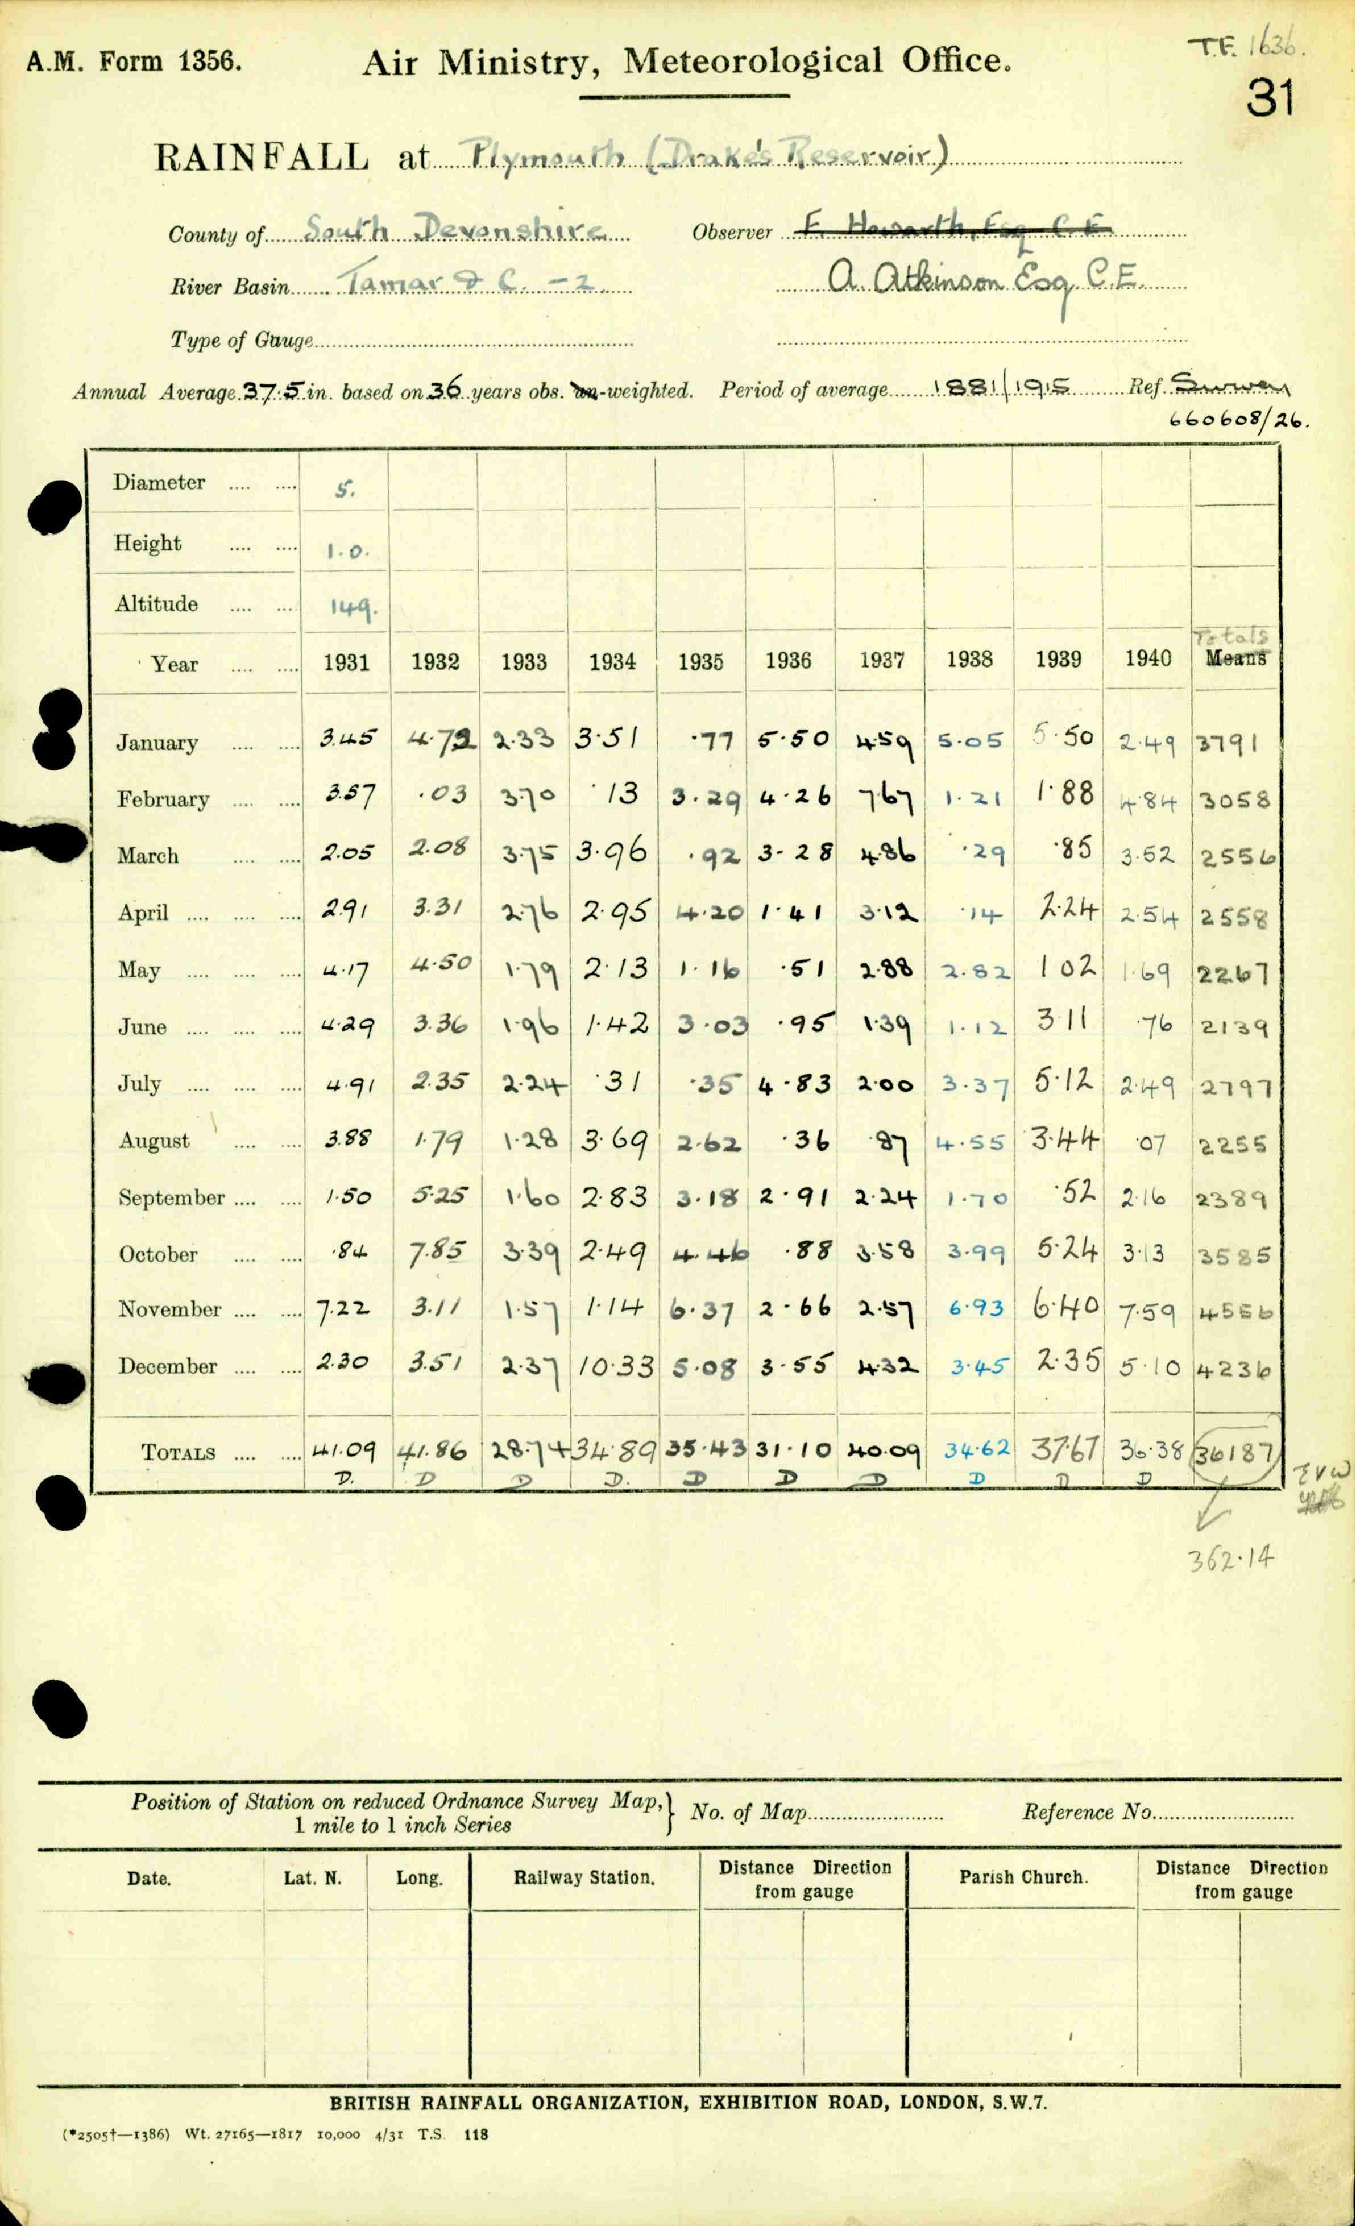 T.F. 1636.
A.M. Form 1356. Air Ministry, Meteorological Office.
31
RAINFALL at Plymouth (Drake's Reservoir)
County of South Devonshire Observer F. Howarth, Esq C.E.
River Basin Tamar & C. -2. A. Atkinson Esq. C.E.
Type of Gauge
Annual Average 37.5 in. based on 36 years obs. un-weighted. Period of average 1881/1915 Ref. Survey
660608/26.
Diameter 5.
Height 1.0.
Altitude 149.
Totals
Year 1931 1932 1933 1934 1935 1936 1937 1938 1939 1940 Means
January 3.45 4.72 2.33 3.51 .77 5.50 4.59 5.05 5.50 2.49 3791
February 3.57 .03 3.70 .13 3.29 4.26 7.67 1.21 1.88 4.84 3058
March 2.05 2.08 3.75 3.96 .92 3.28 4.86 .29 .85 3.52 2556
April 2.91 3.31 2.76 2.95 4.20 1.41 3.12 .14 2.24 2.54 2558
May 4.17 4.50 1.79 2.13 1.16 .51 2.88 2.82 1 02 1.69 2267
June 4.29 3.36 1.96 1.42 3.03 .95 1.39 1.12 3 11 .76 2139
July 4.91 2.35 2.24 .31 .35 4.83 2.00 3.37 5.12 2.49 2797
August 3.88 1.79 1.28 3.69 2.62 .36 .87 4.55 3.44 .07 2255
September 1.50 5.25 1.60 2.83 3.18 2.91 2.24 1.70 .52 2.16 2389
October .84 7.85 3.39 2.49 4.46 .88 3.58 3.99 5.24 3.13 3585
November 7.22 3.11 1.57 1.14 6.37 2.66 2.57 6.93 6.40 7.59 4556
December 2.30 3.51 2.37 10.33 5.08 3.55 4.32 3.45 2.35 5.10 4236
TOTALS 41.09 41.86 28.74 34.89 35.43 31.10 40.09 34.62 37.67 36.38 36187
D. D D D. D D D D D D
362.14
Position of Station on reduced Ordnance Survey Map, } No. of Map Reference No.
1 mile to 1 inch Series
Date. Lat. N. Long. Railway Station. Distance Direction from gauge Parish Church. Distance Direction from gauge
BRITISH RAINFALL ORGANIZATION, EXHIBITION ROAD, LONDON, S.W.7.
(*2505†—1386) Wt. 27165—1817 10,000 4/31 T.S. 118